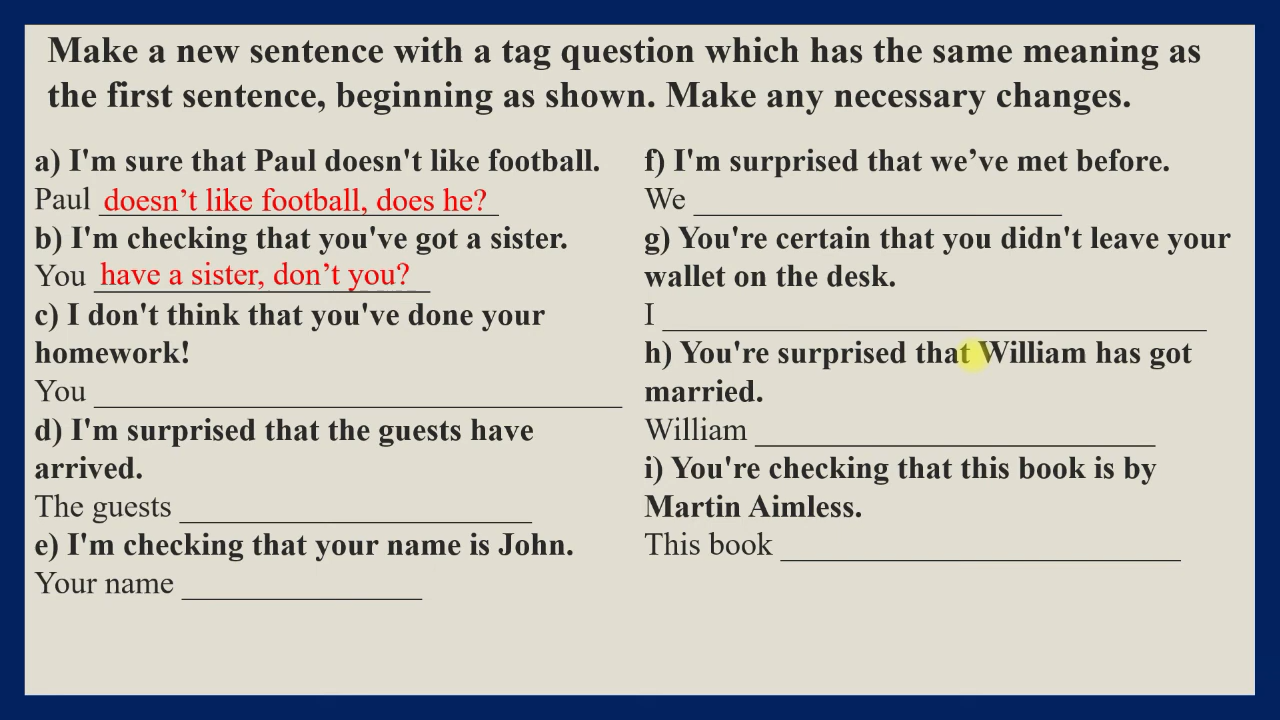 Make a new sentence with a tag question which has the same meaning as
the first sentence, beginning as shown. Make any necessary changes.
a) I'm sure that Paul doesn't like football.
Paul doesn’t like football, does he?
b) I'm checking that you've got a sister.
You have a sister, don’t you?
c) I don't think that you've done your
homework!
You
d) I'm surprised that the guests have
arrived.
The guests
e) I'm checking that your name is John.
Your name
f) I'm surprised that we’ve met before.
We
g) You're certain that you didn't leave your
wallet on the desk.
I
h) You're surprised that William has got
married.
William
i) You're checking that this book is by
Martin Aimless.
This book